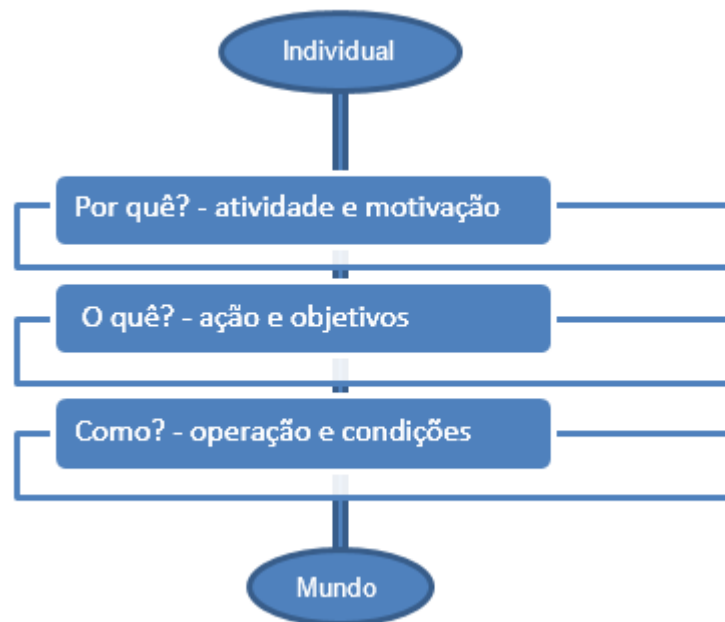 Individual
Por quê? - atividade e motivação
O quê? - ação e objetivos
Como? - operação e condições
Mundo